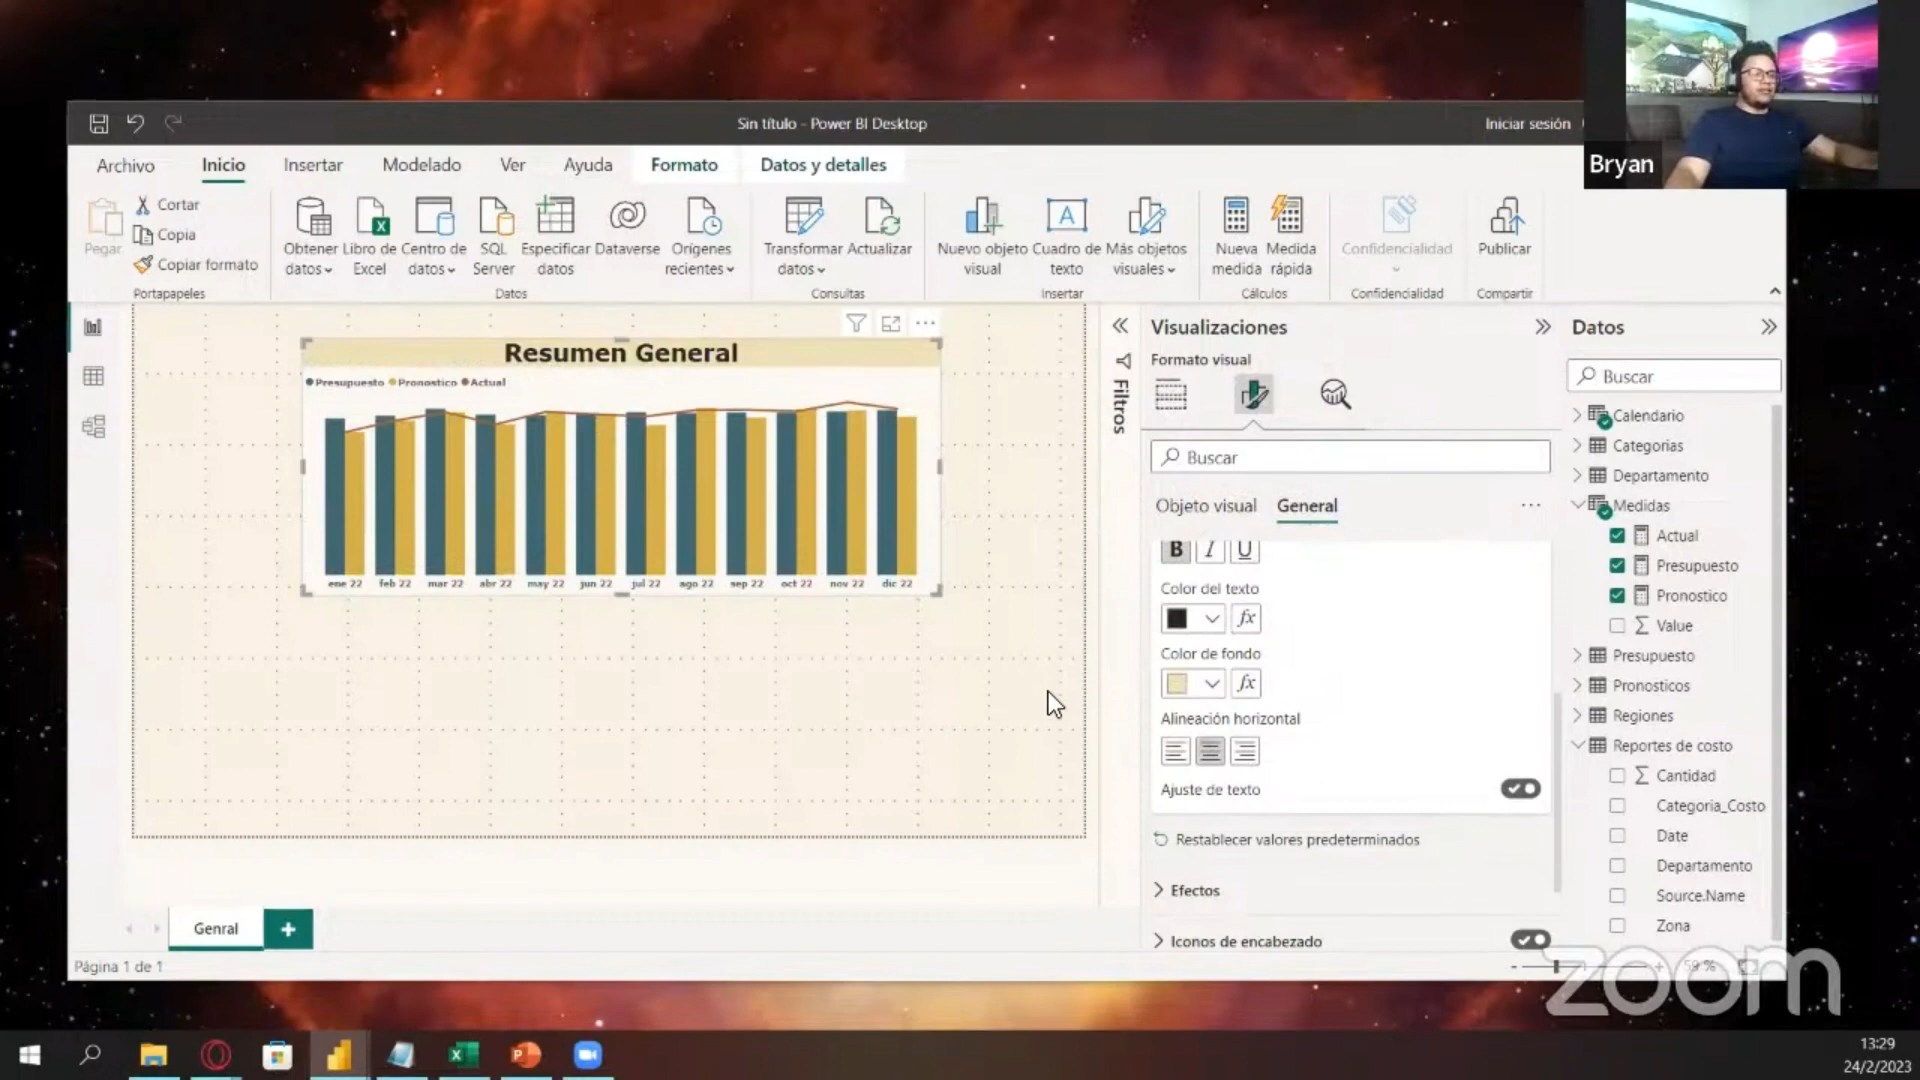 Bryan
Sin título - Power BI Desktop
Iniciar sesión
Archivo
Inicio
Insertar
Modelado
Ver
Ayuda
Formato
Datos y detalles
Pegar
Cortar
Copia
Copiar formato
Portapapeles
Obtener datos
Libro de Excel
Centro de datos
SQL Server
Especificar datos
Dataverse
Orígenes recientes
Datos
Transformar datos
Actualizar
Consultas
Nuevo objeto visual
Cuadro de texto
Más objetos visuales
Insertar
Nueva medida
Medida rápida
Cálculos
Confidencialidad
Confidencialidad
Publicar
Compartir
Resumen General
Presupuesto Pronostico Actual
ene 22 feb 22 mar 22 abr 22 may 22 jun 22 jul 22 ago 22 sep 22 oct 22 nov 22 dic 22
Filtros
Visualizaciones
Formato visual
Buscar
Objeto visual General
B I U
Color del texto
fx
Color de fondo
fx
Alineación horizontal
Ajuste de texto
Restablecer valores predeterminados
Efectos
Iconos de encabezado
Datos
Buscar
Calendario
Categorias
Departamento
Medidas
Actual
Presupuesto
Pronostico
Value
Presupuesto
Pronosticos
Regiones
Reportes de costo
Cantidad
Categoria_Costo
Date
Departamento
Source.Name
Zona
Genral
Página 1 de 1
59 %
zoom
13:29
24/2/2023